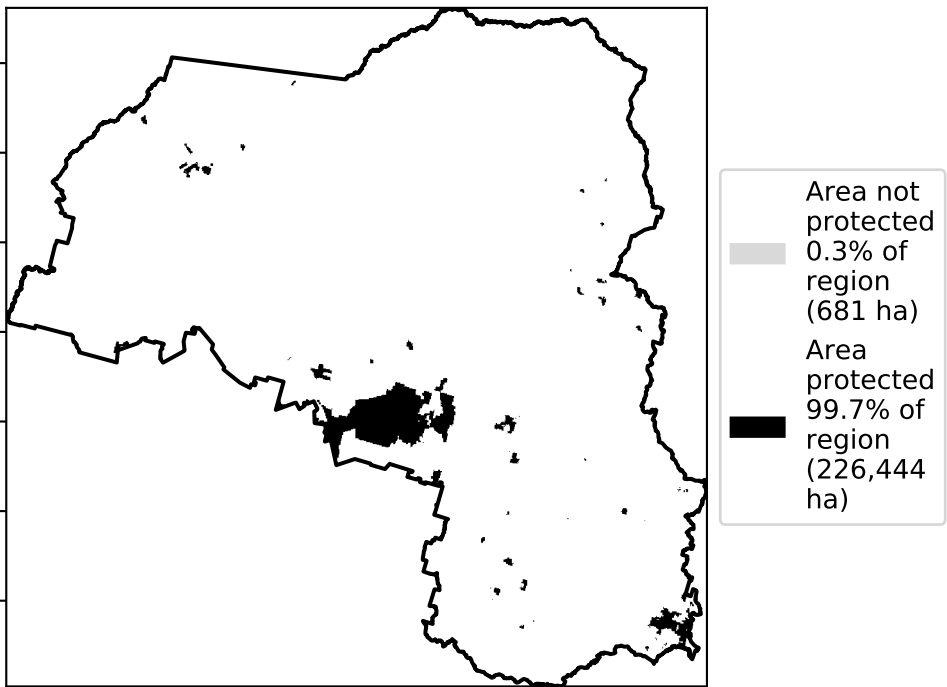 Area not
protected
0.3% of
region
(681 ha)
Area
protected
99.7% of
region
(226,444
ha)